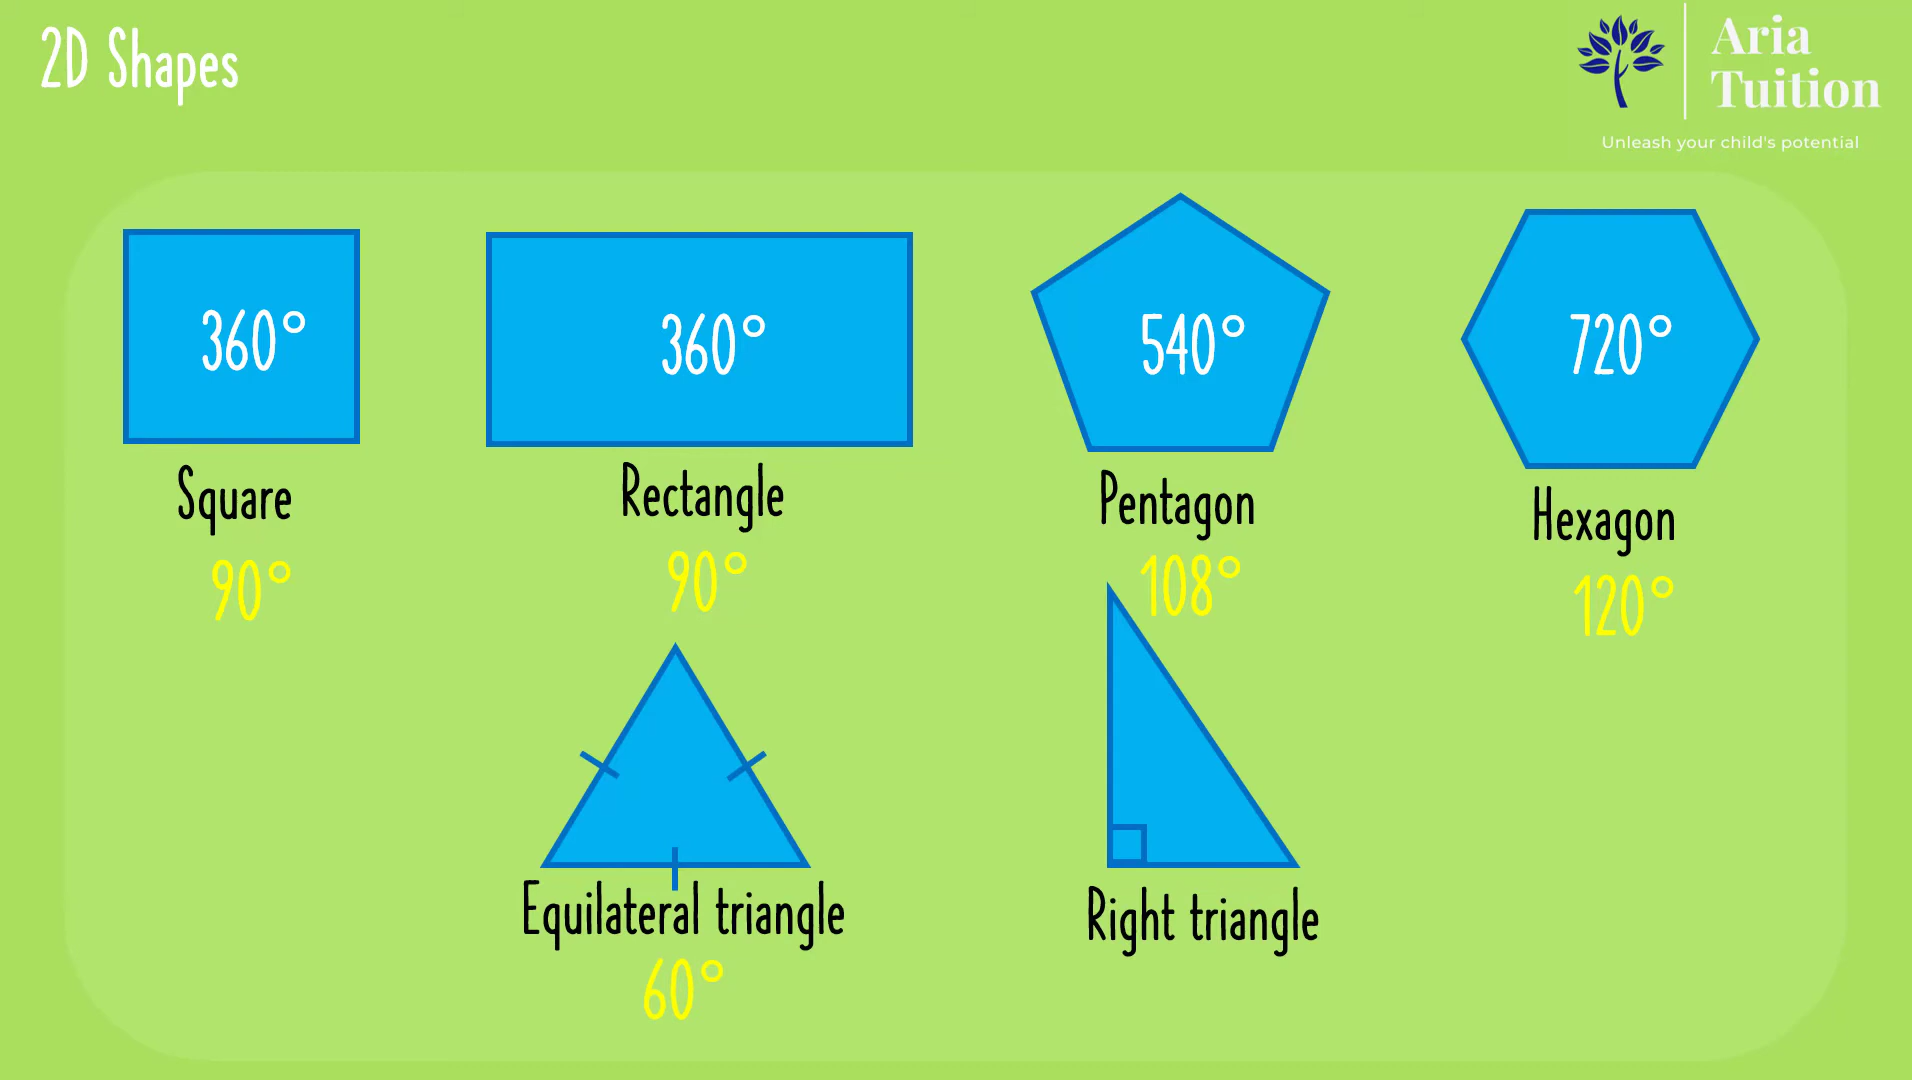 2D Shapes
Aria
Tuition
Unleash your child's potential
360°
360°
540°
720°
Square
Rectangle
Pentagon
Hexagon
90°
90°
108°
120°
Equilateral triangle
Right triangle
60°